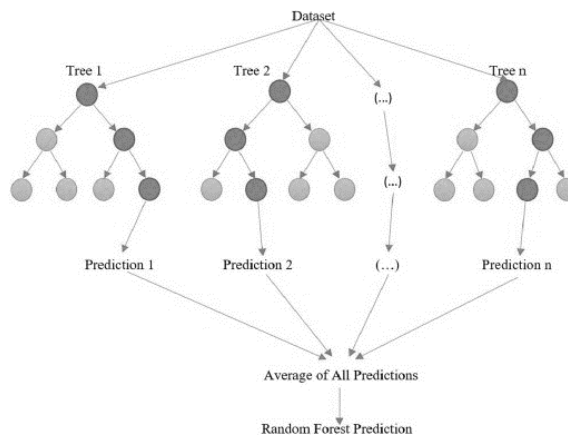 Dataset
Tree 1
Tree 2
Tree n
(...)
(...)
Prediction 1
Prediction 2
(...)
Prediction n
Average of All Predictions
Random Forest Prediction